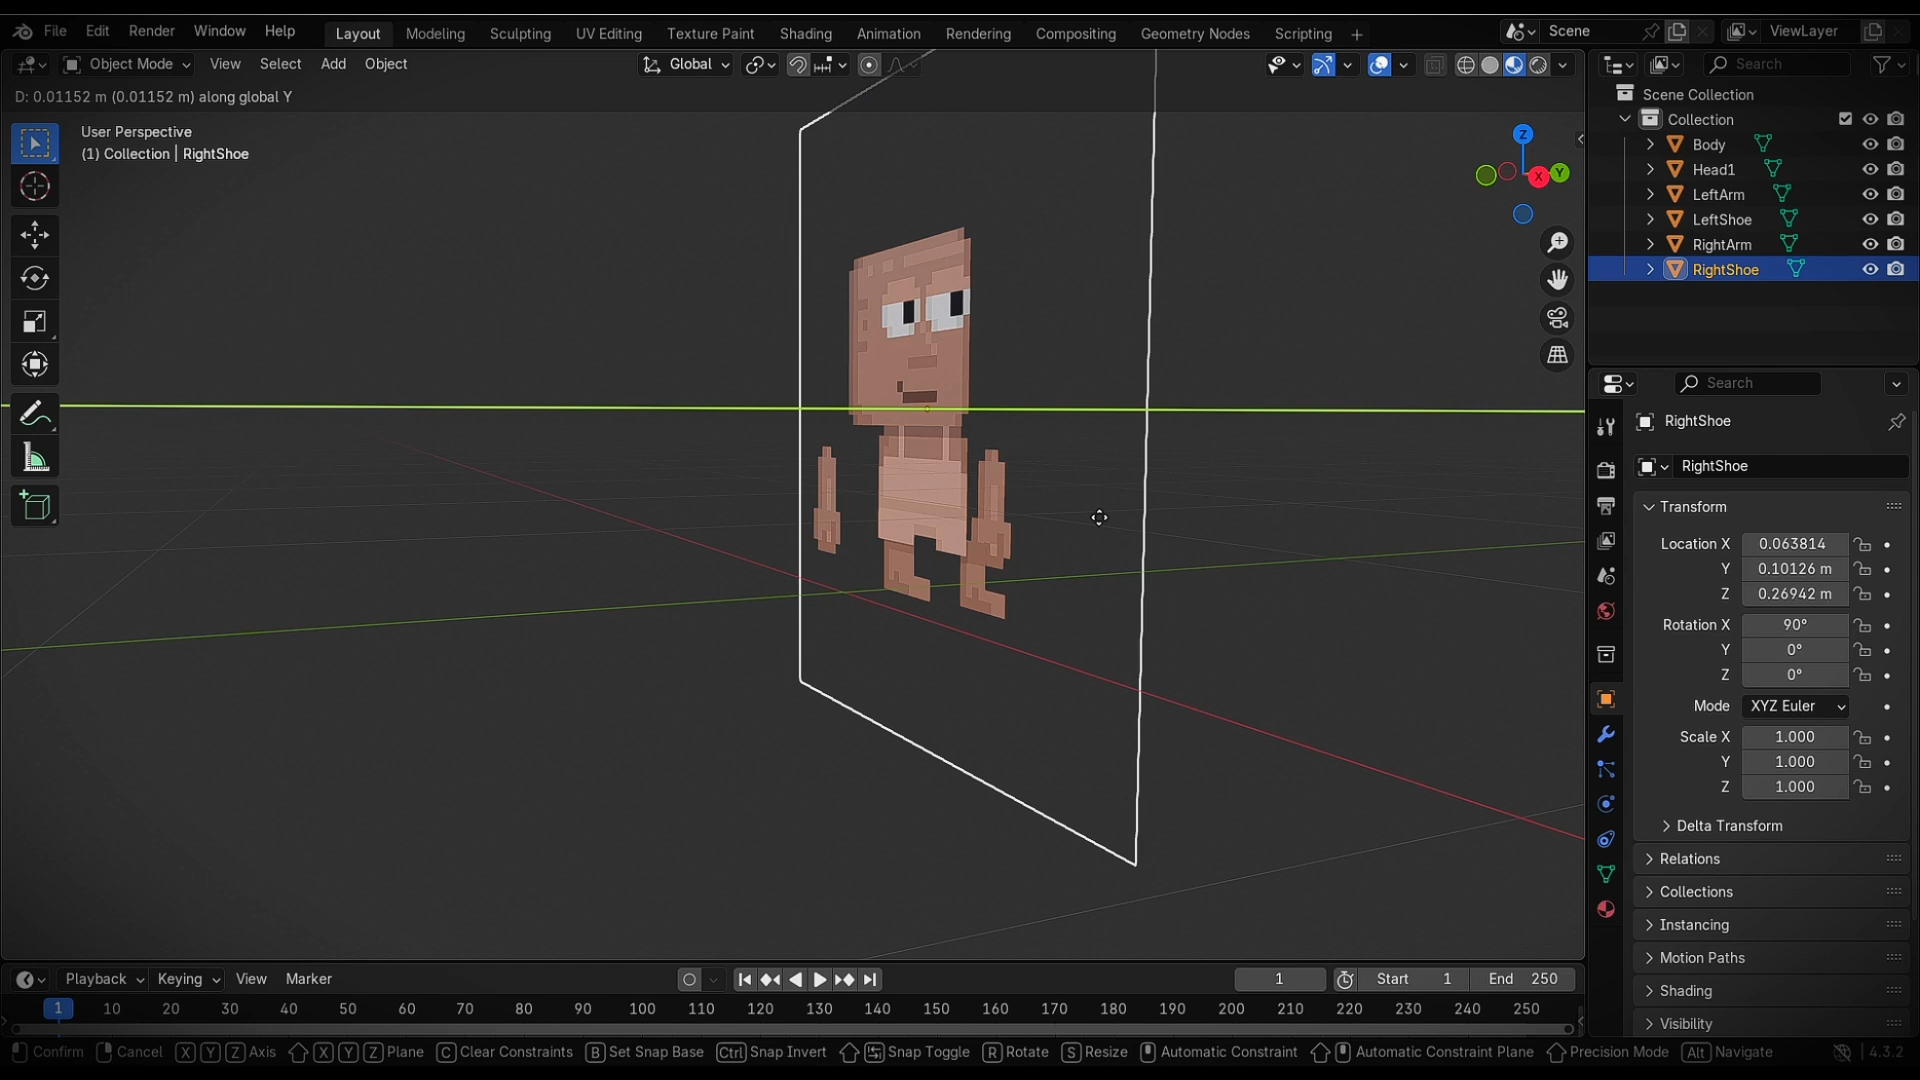 File Edit Render Window Help Layout Modeling Sculpting UV Editing Texture Paint Shading Animation Rendering Compositing Geometry Nodes Scripting + Scene ViewLayer
Object Mode View Select Add Object Global Search
D: 0.01152 m (0.01152 m) along global Y
User Perspective
(1) Collection | RightShoe
Z
X
Y
Scene Collection
Collection
Body
Head1
LeftArm
LeftShoe
RightArm
RightShoe
Search
RightShoe
RightShoe
Transform
Location X 0.063814
Y 0.10126 m
Z 0.26942 m
Rotation X 90°
Y 0°
Z 0°
Mode XYZ Euler
Scale X 1.000
Y 1.000
Z 1.000
Delta Transform
Relations
Collections
Instancing
Motion Paths
Shading
Visibility
Playback Keying View Marker 1 Start 1 End 250
1 10 20 30 40 50 60 70 80 90 100 110 120 130 140 150 160 170 180 190 200 210 220 230 240 250
Confirm Cancel X Y Z Axis X Y Z Plane C Clear Constraints B Set Snap Base Ctrl Snap Invert Snap Toggle R Rotate S Resize Automatic Constraint Automatic Constraint Plane Precision Mode Alt Navigate 4.3.2